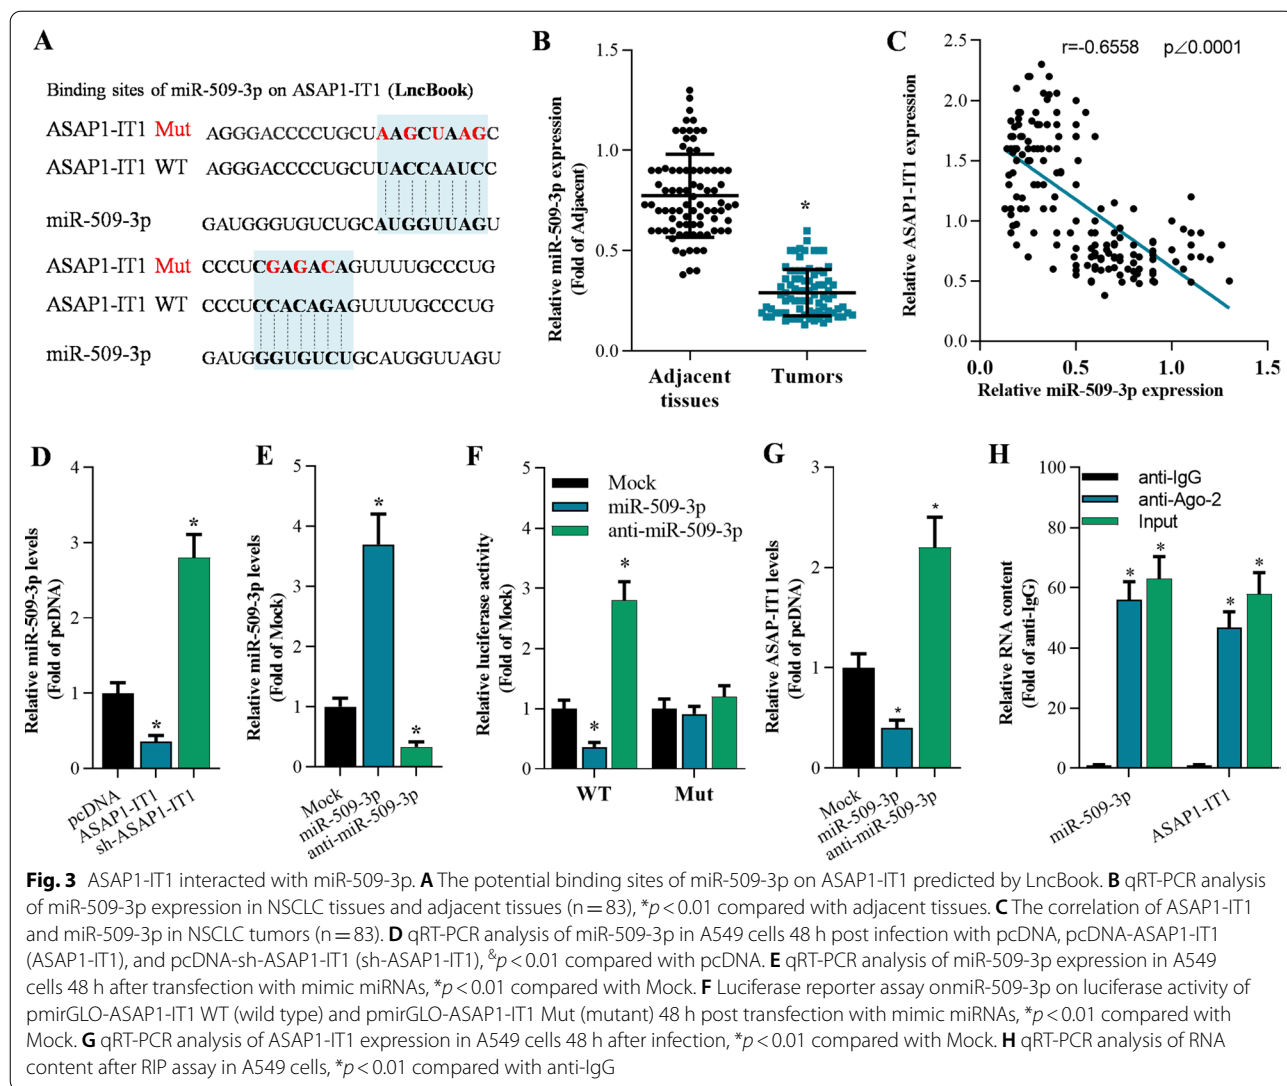 A
Binding sites of miR-509-3p on ASAP1-IT1 (LncBook)
ASAP1-IT1 Mut AGGGACCCCUGCUAAGCUAAGC
ASAP1-IT1 WT AGGGACCCCUGCUUACCAAUCC
miR-509-3p GAUGGGUGUCUGCAUGGUUAGU
ASAP1-IT1 Mut CCCUCGAGACAGUUUUGCCCUG
ASAP1-IT1 WT CCCUCCACAGAGUUUUGCCCUG
miR-509-3p GAUGGGUGUCUGCAUGGUUAGU
B
Relative miR-509-3p expression
(Fold of Adjacent)
1.5
1.0
0.5
0.0
*
Adjacent
tissues
Tumors
C
r=-0.6558 p∠0.0001
Relative ASAP1-IT1 expression
2.5
2.0
1.5
1.0
0.5
0.0
0.0 0.5 1.0 1.5
Relative miR-509-3p expression
D
Relative miR-509-3p levels
(Fold of pcDNA)
4
3
2
1
0
*
*
pcDNA
ASAP1-IT1
sh-ASAP1-IT1
E
Relative miR-509-3p levels
(Fold of Mock)
5
4
3
2
1
0
*
*
Mock
miR-509-3p
anti-miR-509-3p
F
Relative luciferase activity
(Fold of Mock)
5
4
3
2
1
0
Mock
miR-509-3p
anti-miR-509-3p
*
*
WT Mut
G
Relative ASAP-IT1 levels
(Fold of pcDNA)
3
2
1
0
*
*
Mock
miR-509-3p
anti-miR-509-3p
H
Relative RNA content
(Fold of anti-IgG)
100
80
60
40
20
0
anti-IgG
anti-Ago-2
Input
* *
* *
miR-509-3p
ASAP1-IT1
Fig. 3 ASAP1-IT1 interacted with miR-509-3p. A The potential binding sites of miR-509-3p on ASAP1-IT1 predicted by LncBook. B qRT-PCR analysis
of miR-509-3p expression in NSCLC tissues and adjacent tissues (n = 83), *p < 0.01 compared with adjacent tissues. C The correlation of ASAP1-IT1
and miR-509-3p in NSCLC tumors (n = 83). D qRT-PCR analysis of miR-509-3p in A549 cells 48 h post infection with pcDNA, pcDNA-ASAP1-IT1
(ASAP1-IT1), and pcDNA-sh-ASAP1-IT1 (sh-ASAP1-IT1), &p < 0.01 compared with pcDNA. E qRT-PCR analysis of miR-509-3p expression in A549
cells 48 h after transfection with mimic miRNAs, *p < 0.01 compared with Mock. F Luciferase reporter assay onmiR-509-3p on luciferase activity of
pmirGLO-ASAP1-IT1 WT (wild type) and pmirGLO-ASAP1-IT1 Mut (mutant) 48 h post transfection with mimic miRNAs, *p < 0.01 compared with
Mock. G qRT-PCR analysis of ASAP1-IT1 expression in A549 cells 48 h after infection, *p < 0.01 compared with Mock. H qRT-PCR analysis of RNA
content after RIP assay in A549 cells, *p < 0.01 compared with anti-IgG